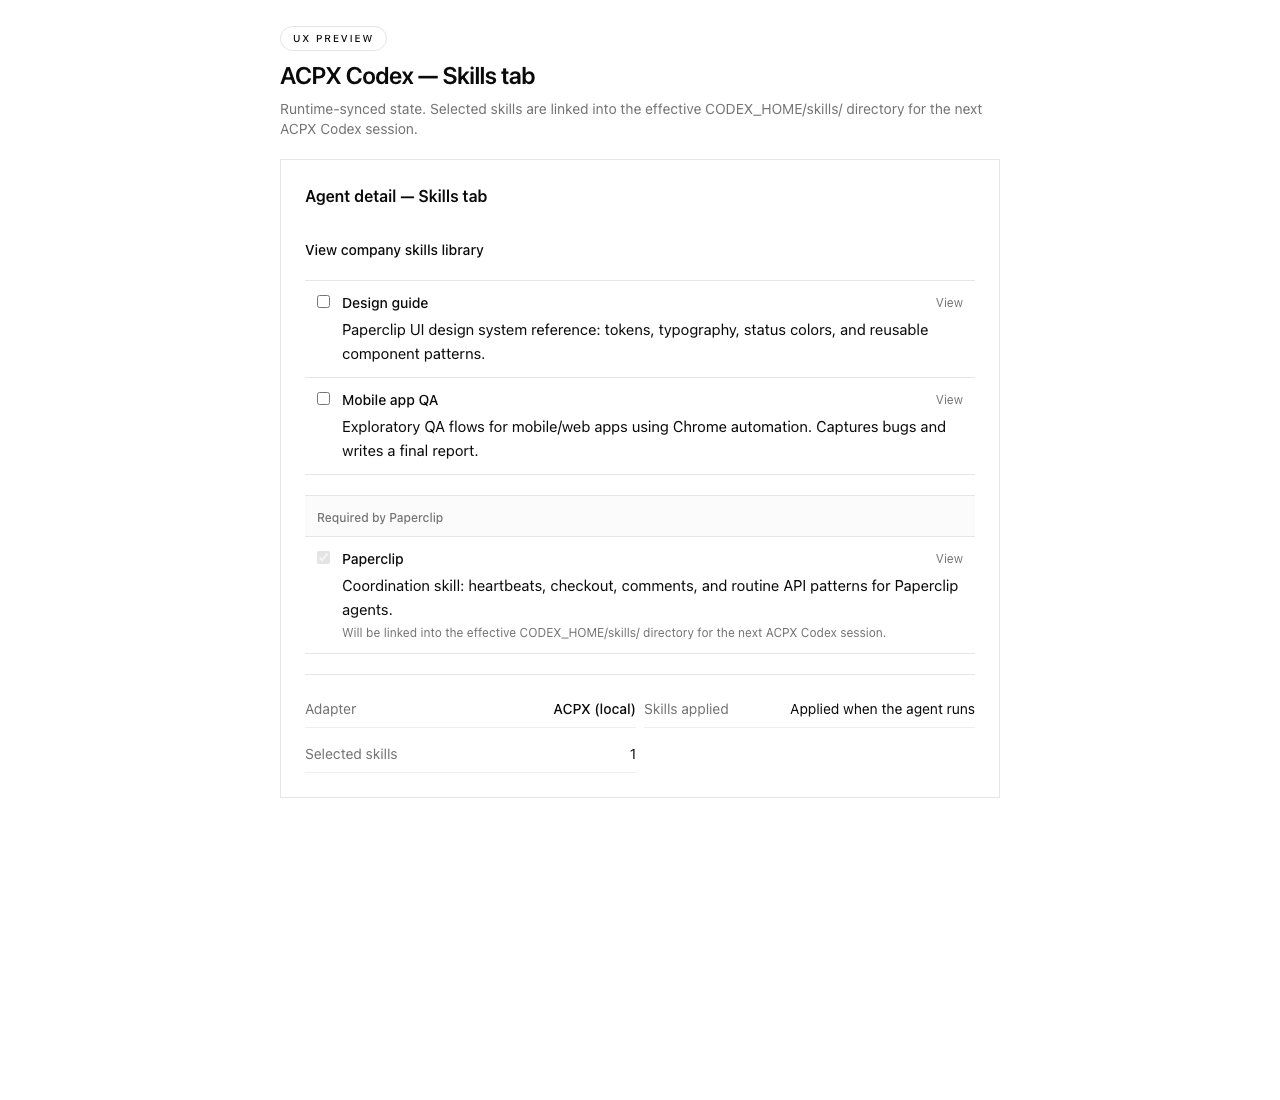 UX PREVIEW
ACPX Codex — Skills tab
Runtime-synced state. Selected skills are linked into the effective CODEX_HOME/skills/ directory for the next
ACPX Codex session.
Agent detail — Skills tab
View company skills library
Design guide View
Paperclip UI design system reference: tokens, typography, status colors, and reusable
component patterns.
Mobile app QA View
Exploratory QA flows for mobile/web apps using Chrome automation. Captures bugs and
writes a final report.
Required by Paperclip
Paperclip View
Coordination skill: heartbeats, checkout, comments, and routine API patterns for Paperclip
agents.
Will be linked into the effective CODEX_HOME/skills/ directory for the next ACPX Codex session.
Adapter ACPX (local) Skills applied Applied when the agent runs
Selected skills 1